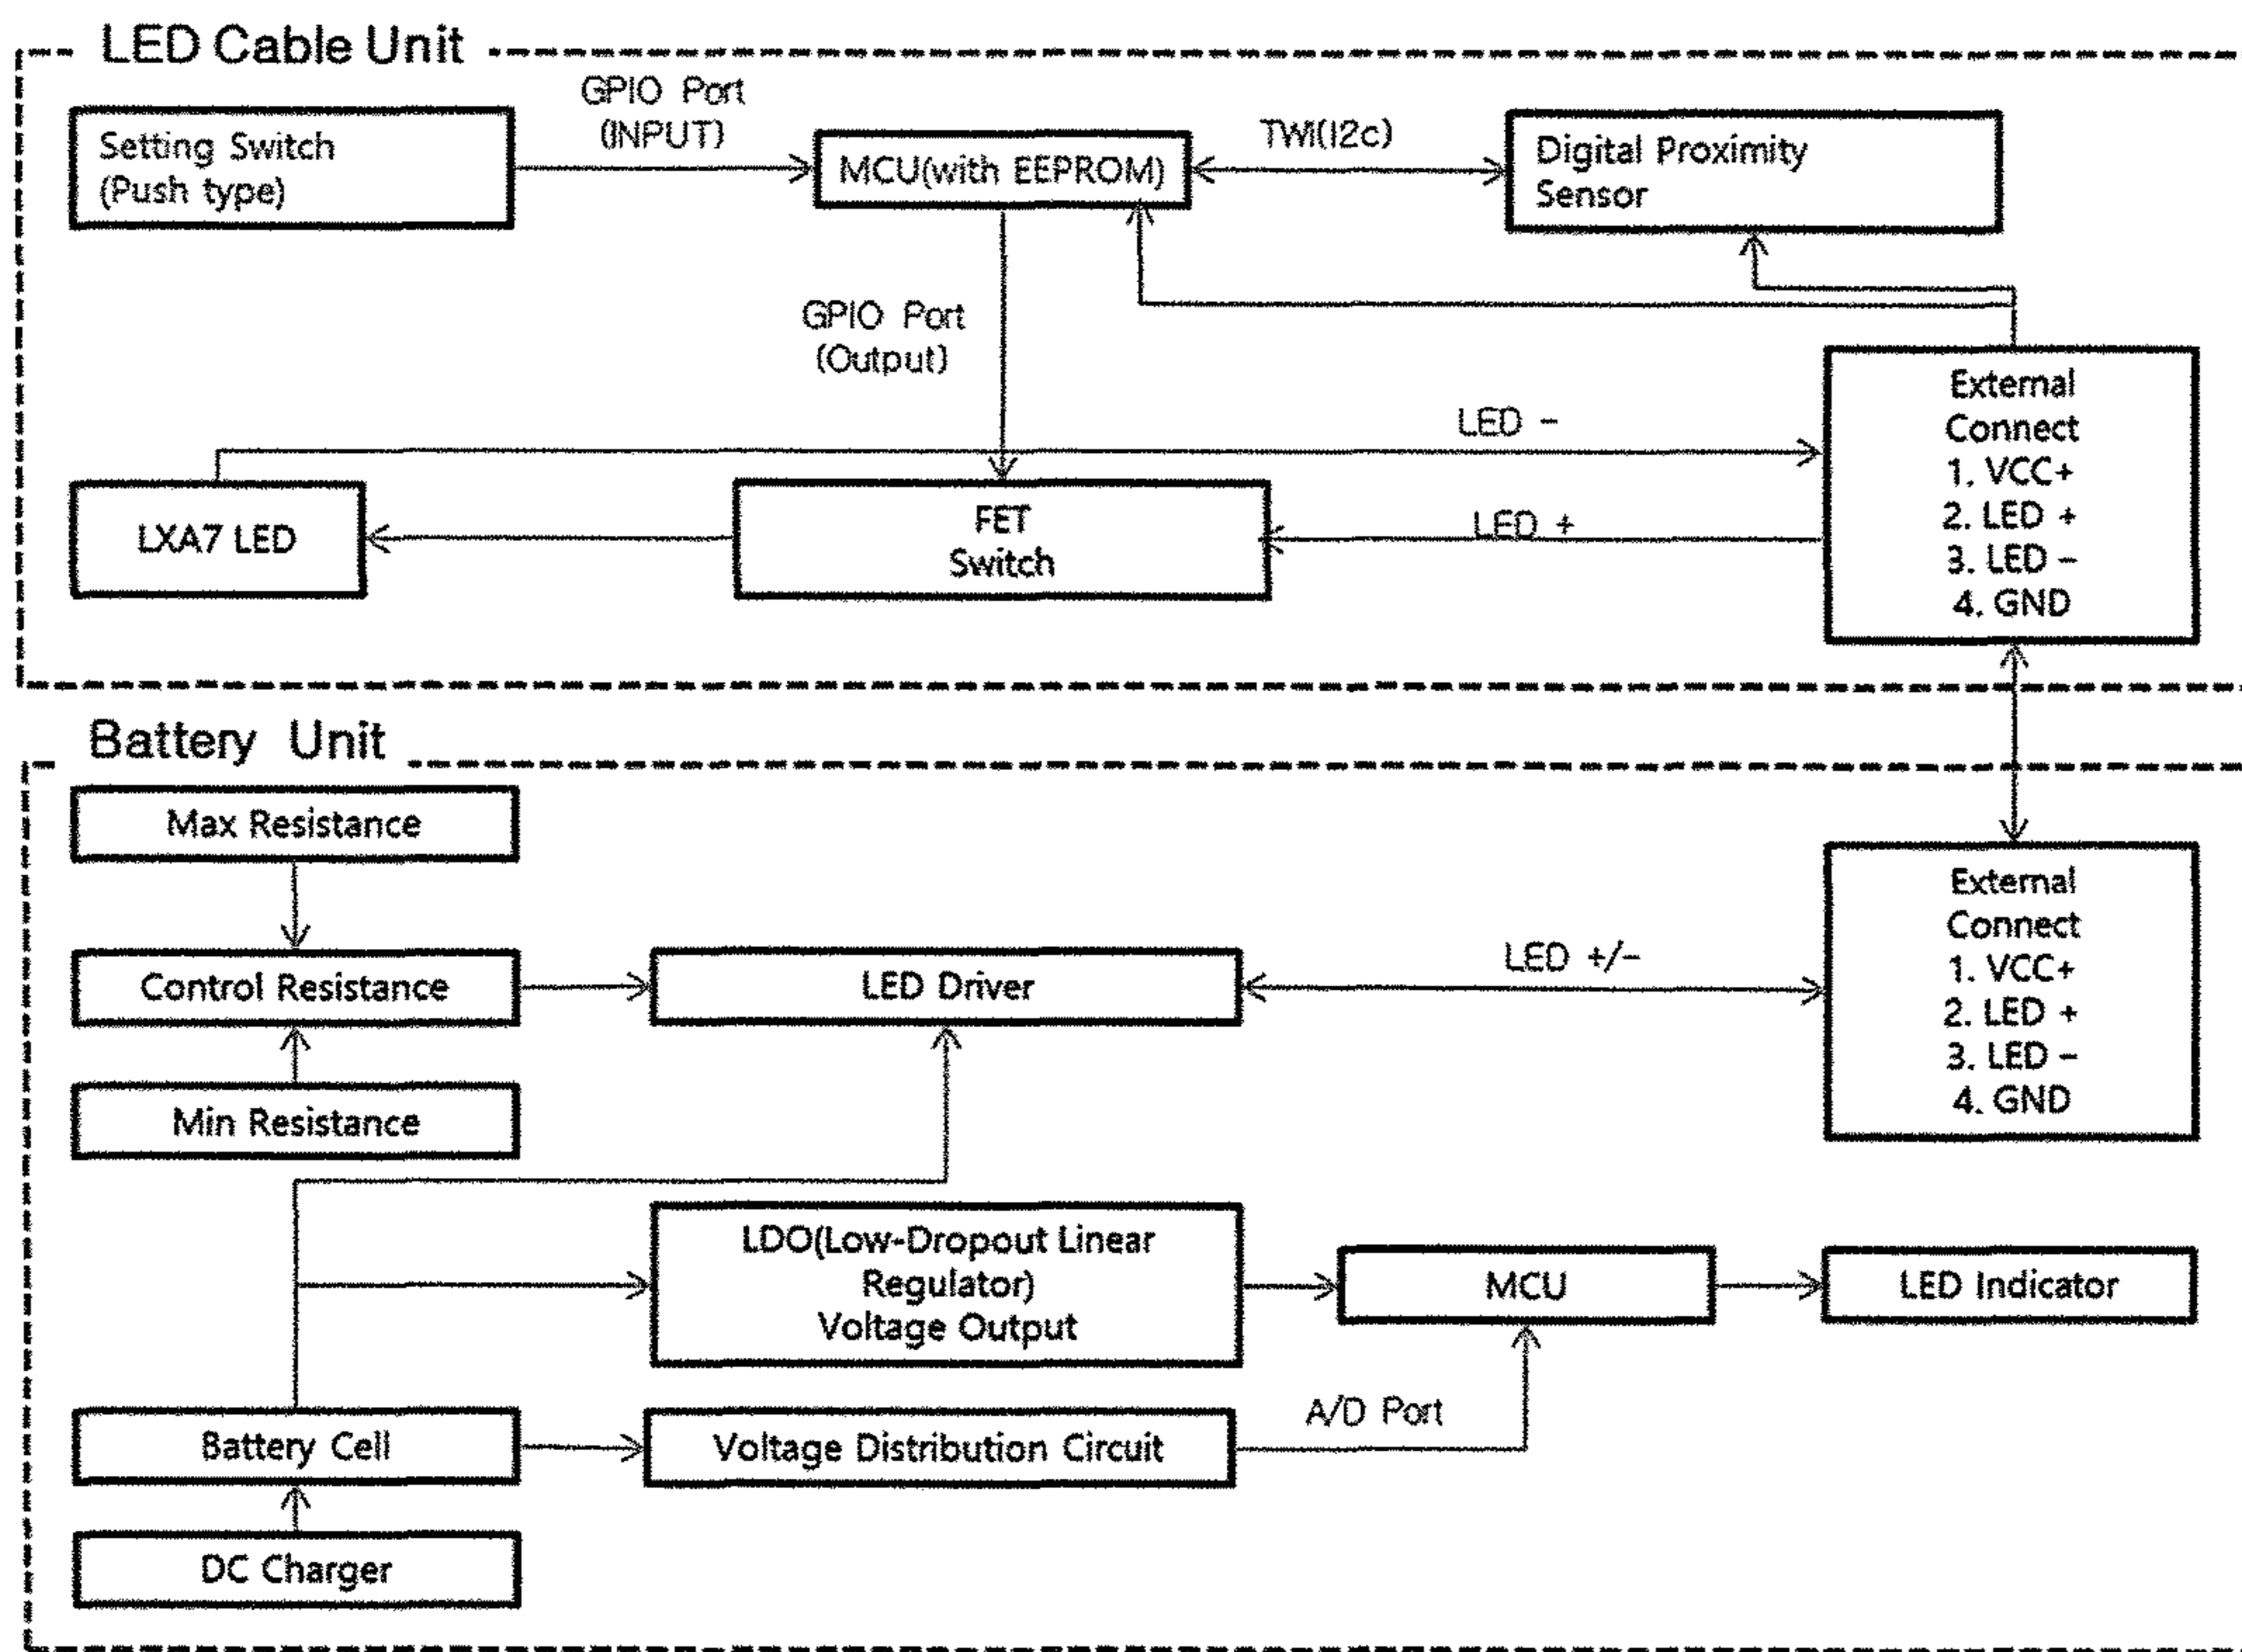 LED Cable Unit
GPIO Port
(INPUT)
Setting Switch
(Push type)
MCU(with EEPROM)
TWI(I2c)
Digital Proximity
Sensor
GPIO Port
(Output)
External
Connect
1. VCC+
2. LED +
3. LED -
4. GND
LED -
LXA7 LED
FET
Switch
LED +
Battery Unit
Max Resistance
Control Resistance
LED Driver
LED +/-
External
Connect
1. VCC+
2. LED +
3. LED -
4. GND
Min Resistance
LDO(Low-Dropout Linear
Regulator)
Voltage Output
MCU
LED Indicator
Battery Cell
Voltage Distribution Circuit
A/D Port
DC Charger